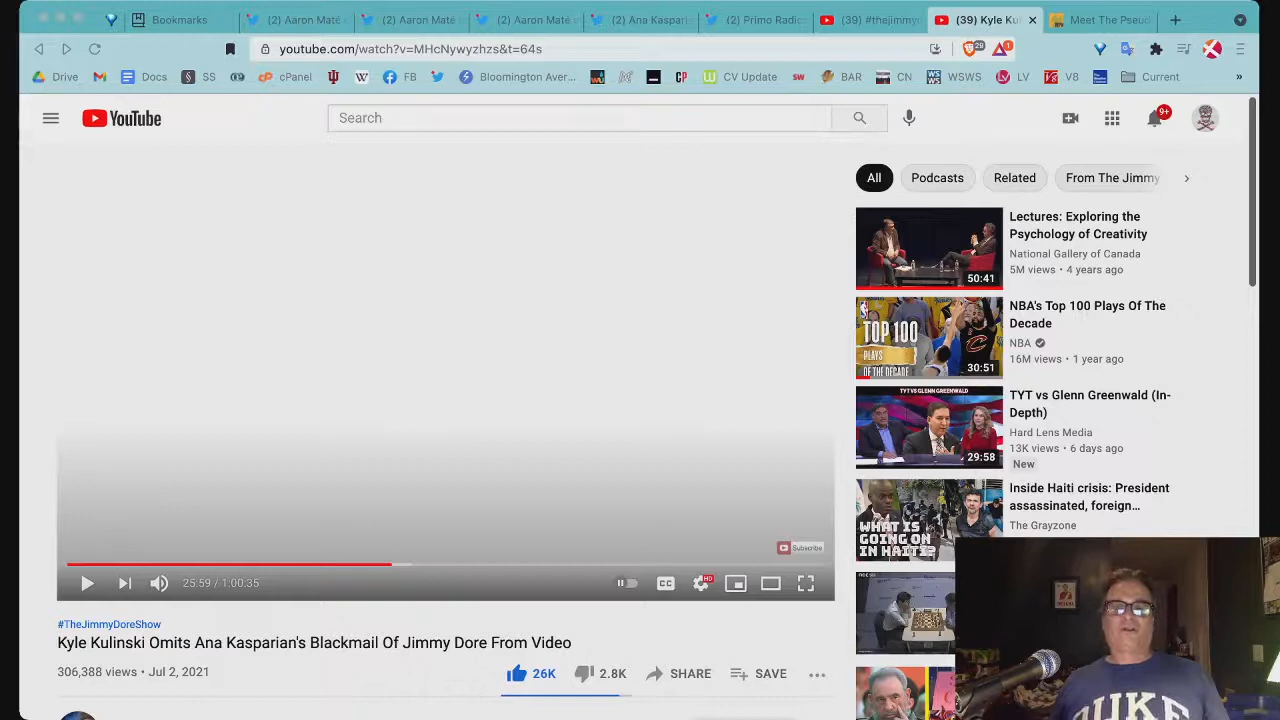 Bookmarks
(2) Aaron Maté
(2) Aaron Mat
(2) Aaron Maté
(2) Ana Kaspari
(2) Primo Radic
(39) #thejimmy
(39) Kyle Ku
Meet The Pseud
youtube.com/watch?v=MHcNywyzhzs&t=64s
29
1
Drive
Docs
SS
cPanel
FB
Bloomington Aver...
CV Update
SW
BAR
CN
WSWS
LV
V8
Current
»
YouTube
Search
9+
All
Podcasts
Related
From The Jimmy
Lectures: Exploring the
Psychology of Creativity
National Gallery of Canada
5M views • 4 years ago
50:41
NBA's Top 100 Plays Of The
Decade
NBA
16M views • 1 year ago
TOP 100
PLAYS
OF THE DECADE
30:51
TYT VS GLENN GREENWALD
TYT vs Glenn Greenwald (In-
Depth)
Hard Lens Media
13K views • 6 days ago
New
29:58
Inside Haiti crisis: President
assassinated, foreign...
The Grayzone
WHAT IS
GOING ON
IN HAITI?
Subscribe
25:59 / 1:00:35
CC
HD
#TheJimmyDoreShow
Kyle Kulinski Omits Ana Kasparian's Blackmail Of Jimmy Dore From Video
306,388 views • Jul 2, 2021
26K
2.8K
SHARE
SAVE
DUKE